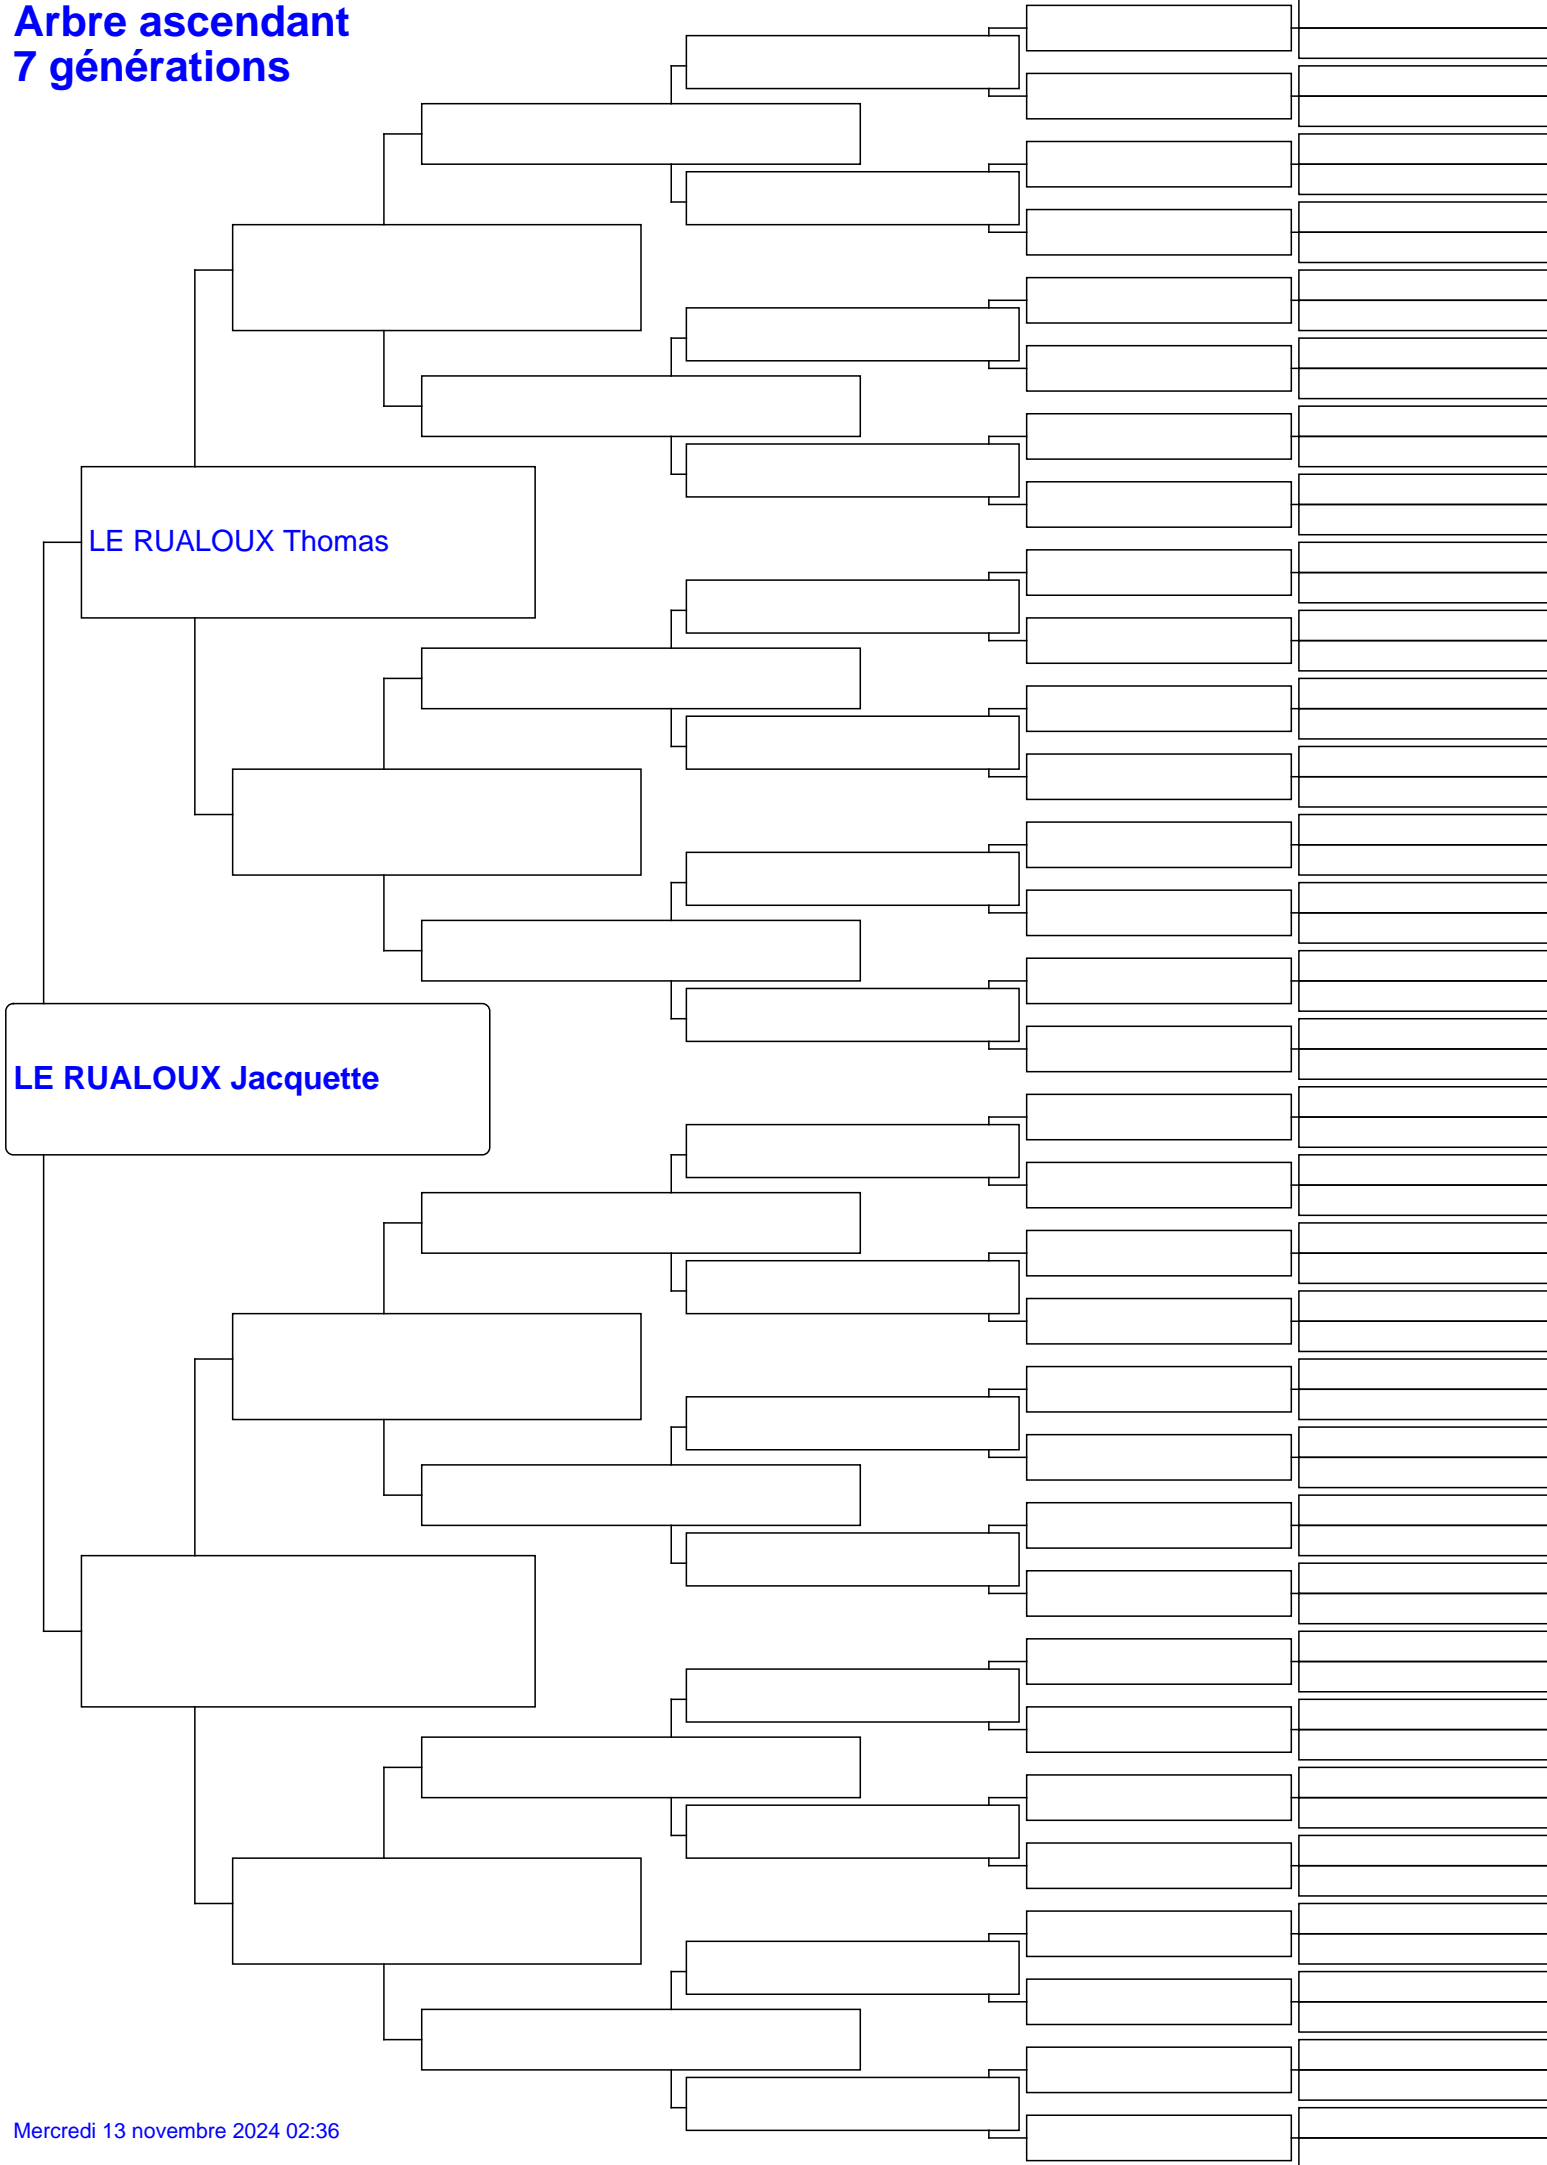 Arbre ascendant
7 générations
LE RUALOUX Thomas
LE RUALOUX Jacquette
Mercredi 13 novembre 2024 02:36